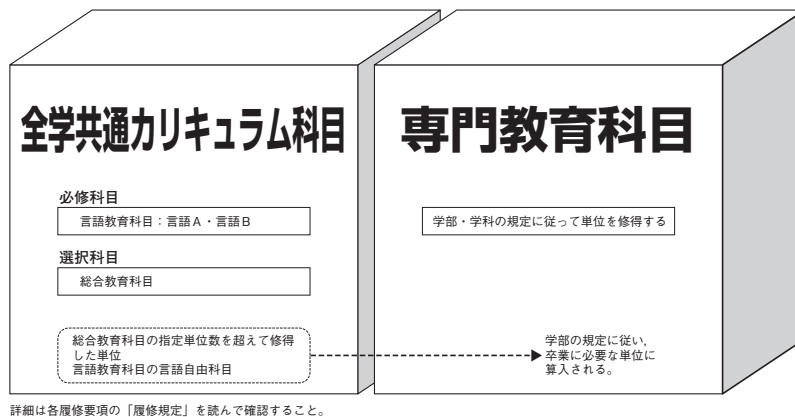 全学共通カリキュラム科目
必修科目
言語教育科目：言語A・言語B
選択科目
総合教育科目
総合教育科目の指定単位数を超えて修得
した単位
言語教育科目の言語自由科目
専門教育科目
学部・学科の規定に従って単位を修得する
学部の規定に従い,
卒業に必要な単位に
算入される。
詳細は各履修要項の「履修規定」を読んで確認すること。